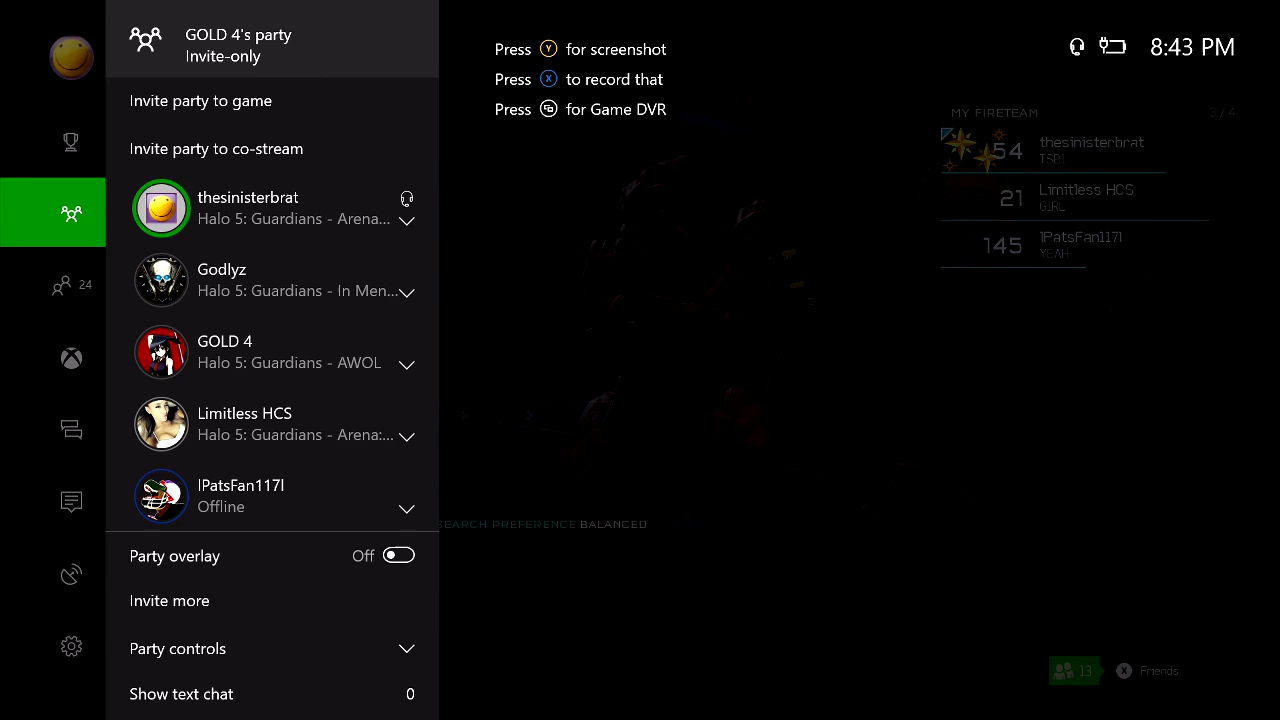 GOLD 4's party
Invite-only
Invite party to game
Invite party to co-stream
thesinisterbrat
Halo 5: Guardians - Arena...
Godlyz
Halo 5: Guardians - In Men...
GOLD 4
Halo 5: Guardians - AWOL
Limitless HCS
Halo 5: Guardians - Arena:...
lPatsFan117l
Offline
Party overlay Off
Invite more
Party controls
Show text chat 0
24
Press Y for screenshot
Press X to record that
Press for Game DVR
8:43 PM
MY FIRETEAM 3 / 4
54 thesinisterbrat
TSB1
21 Limitless HCS
GIRL
145 lPatsFan117l
YEAH
SEARCH PREFERENCE BALANCED
13 X Friends